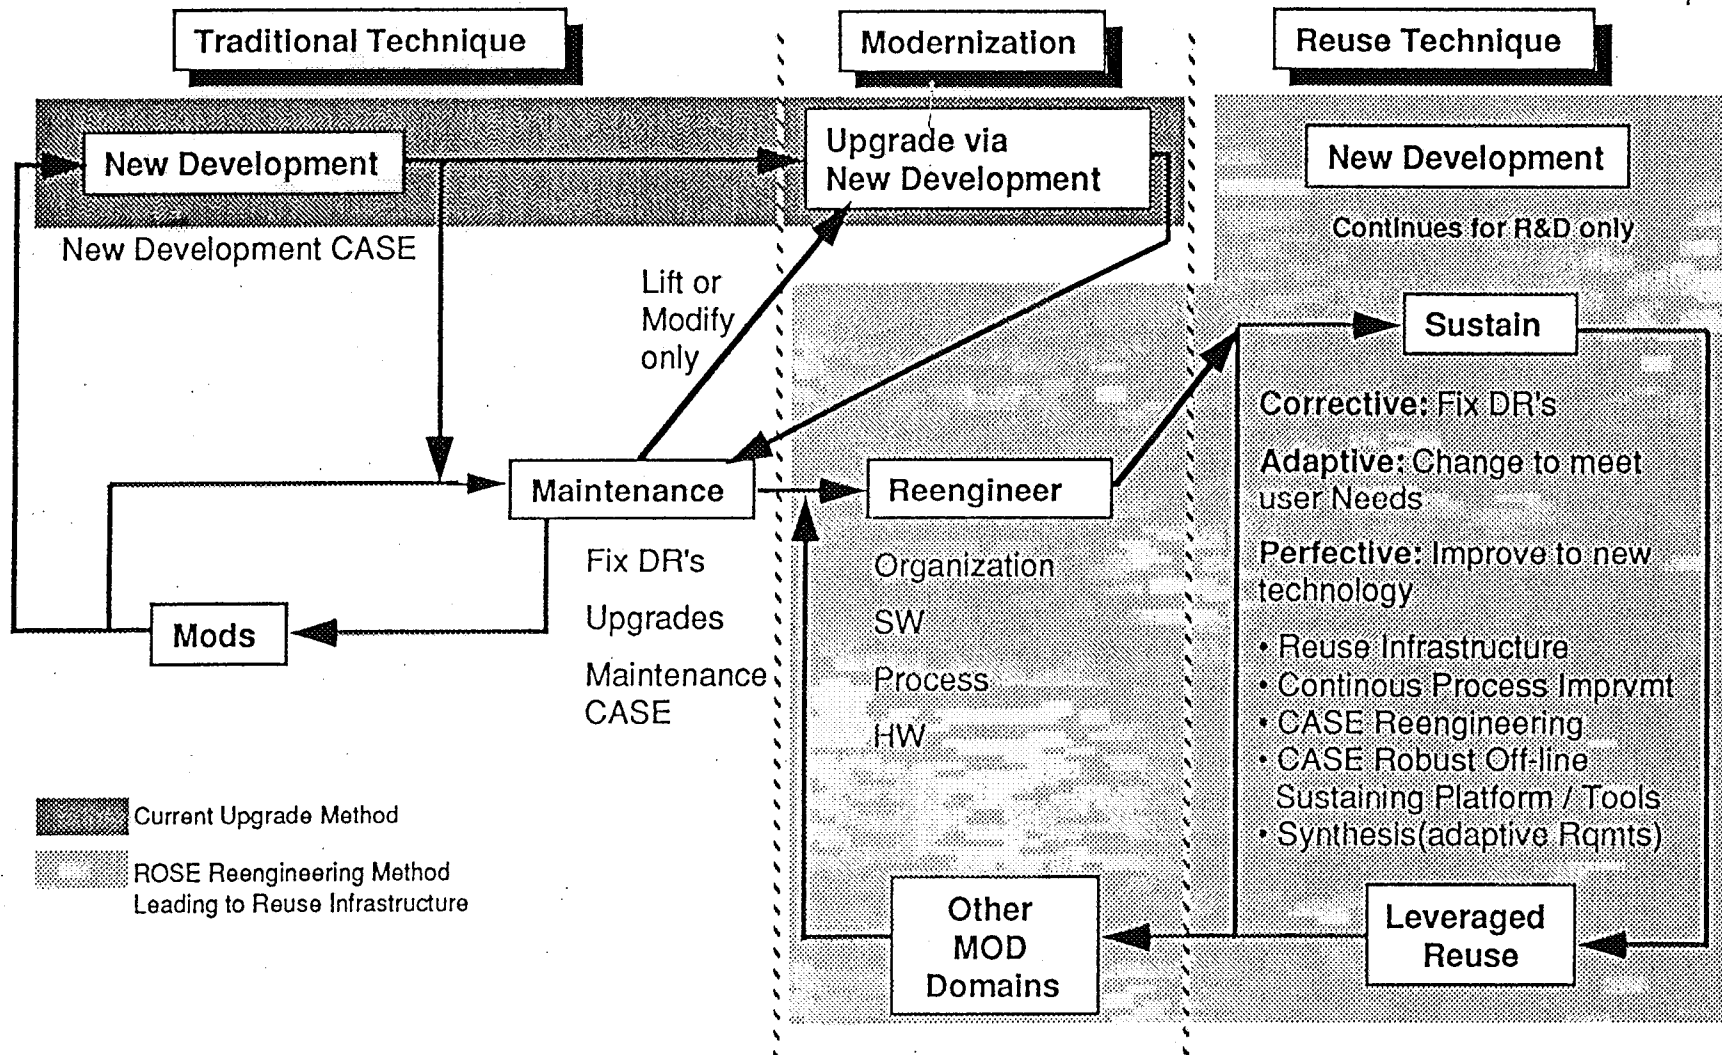 Traditional Technique
Modernization
Reuse Technique
New Development
New Development CASE
Upgrade via
New Development
New Development
Continues for R&D only
Lift or
Modify
only
Sustain
Corrective: Fix DR's
Adaptive: Change to meet
user Needs
Perfective: Improve to new
technology
• Reuse Infrastructure
• Continous Process Imprvmt
• CASE Reengineering
• CASE Robust Off-line
Sustaining Platform / Tools
• Synthesis(adaptive Rqmts)
Maintenance
Fix DR's
Upgrades
Maintenance
CASE
Reengineer
Organization
SW
Process
HW
Mods
Current Upgrade Method
ROSE Reengineering Method
Leading to Reuse Infrastructure
Other
MOD
Domains
Leveraged
Reuse